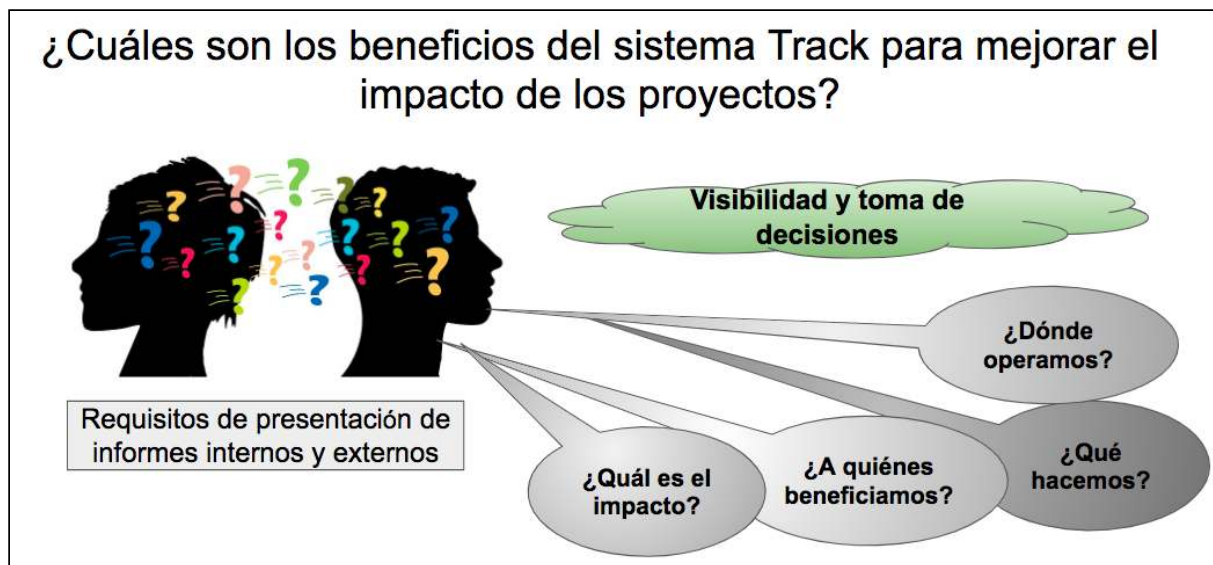 ¿Cuáles son los beneficios del sistema Track para mejorar el
impacto de los proyectos?
Visibilidad y toma de
decisiones
¿Dónde
operamos?
Requisitos de presentación de
informes internos y externos
¿Quál es el
impacto?
¿A quiénes
beneficiamos?
¿Qué
hacemos?